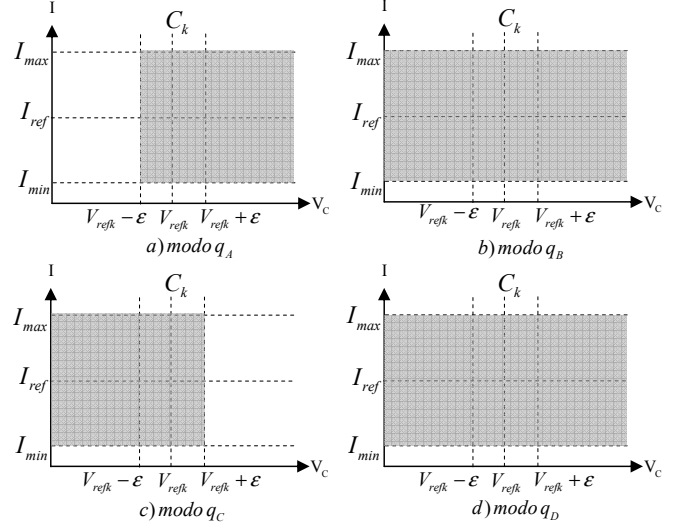 I
C_k
I_max
I_ref
I_min
V_refk − ε V_refk V_refk + ε V_C
a) modo q_A
I
C_k
I_max
I_ref
I_min
V_refk − ε V_refk V_refk + ε V_C
b) modo q_B
I
C_k
I_max
I_ref
I_min
V_refk − ε V_refk V_refk + ε V_C
c) modo q_C
I
C_k
I_max
I_ref
I_min
V_refk − ε V_refk V_refk + ε V_C
d) modo q_D